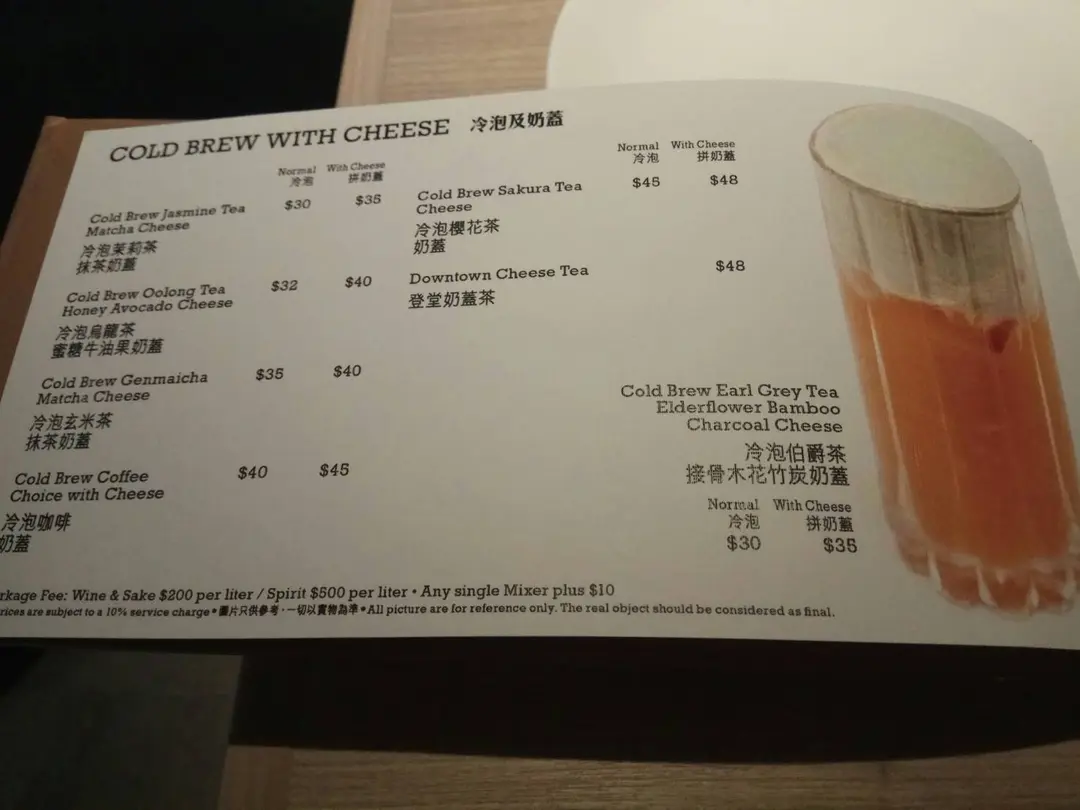 COLD BREW WITH CHEESE 冷泡及奶蓋
Normal With Cheese
冷泡 拼奶蓋
Cold Brew Jasmine Tea $30 $35
Matcha Cheese
冷泡茉莉茶
抹茶奶蓋
Cold Brew Oolong Tea $32 $40
Honey Avocado Cheese
冷泡烏龍茶
蜜糖牛油果奶蓋
Cold Brew Genmaicha $35 $40
Matcha Cheese
冷泡玄米茶
抹茶奶蓋
Cold Brew Coffee $40 $45
Choice with Cheese
冷泡咖啡
奶蓋
Normal With Cheese
冷泡 拼奶蓋
Cold Brew Sakura Tea $45 $48
Cheese
冷泡櫻花茶
奶蓋
Downtown Cheese Tea $48
登堂奶蓋茶
Cold Brew Earl Grey Tea
Elderflower Bamboo
Charcoal Cheese
冷泡伯爵茶
接骨木花竹炭奶蓋
Normal With Cheese
冷泡 拼奶蓋
$30 $35
rkage Fee: Wine & Sake $200 per liter / Spirit $500 per liter • Any single Mixer plus $10
rices are subject to a 10% service charge • 圖片只供參考，一切以實物為準 • All picture are for reference only. The real object should be considered as final.